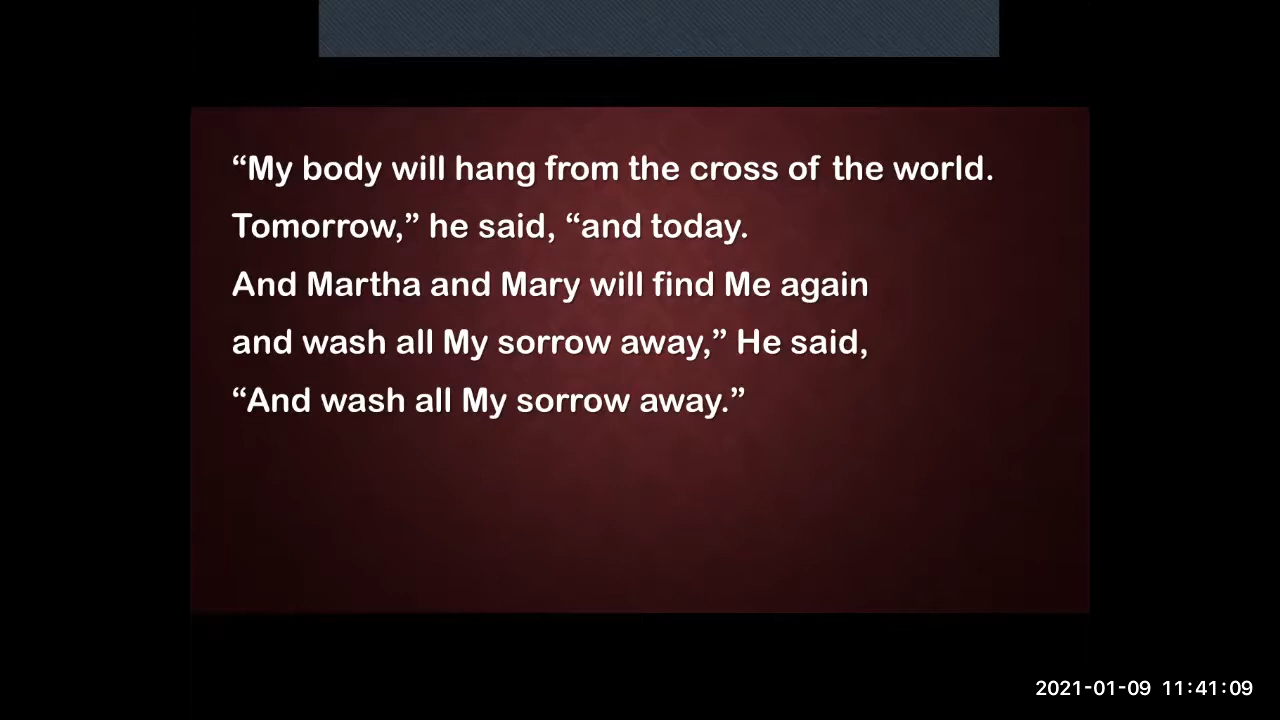 “My body will hang from the cross of the world.
Tomorrow,” he said, “and today.
And Martha and Mary will find Me again
and wash all My sorrow away,” He said,
“And wash all My sorrow away.”
2021-01-09 11:41:09